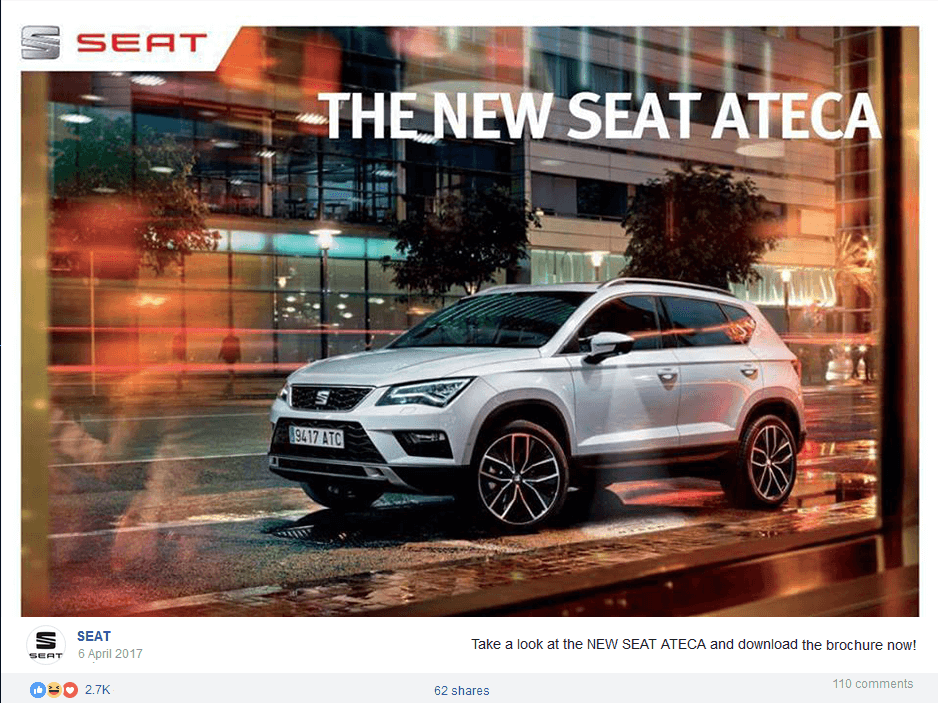 SEAT
THE NEW SEAT ATECA
9417 ATC
SEAT
SEAT
6 April 2017
Take a look at the NEW SEAT ATECA and download the brochure now!
2.7K
62 shares
110 comments